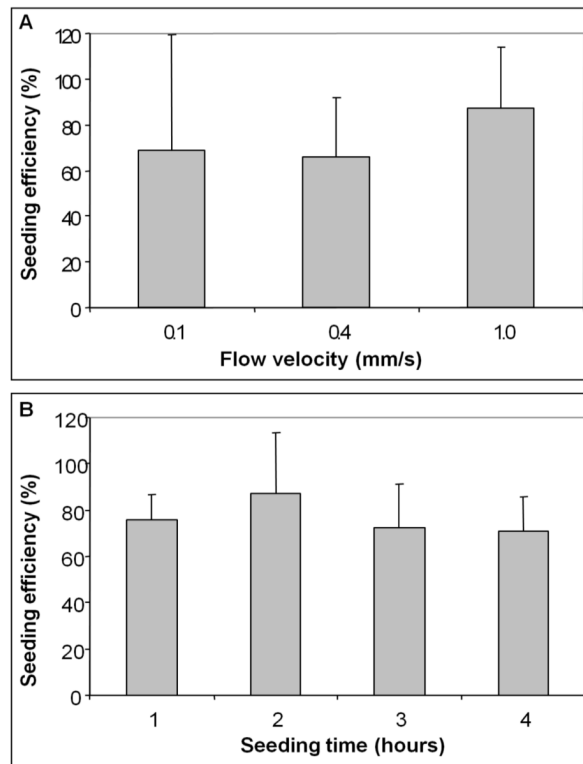 A
Seeding efficiency (%)
120
100
80
60
40
20
0
0.1 0.4 1.0
Flow velocity (mm/s)
B
Seeding efficiency (%)
120
100
80
60
40
20
0
1 2 3 4
Seeding time (hours)